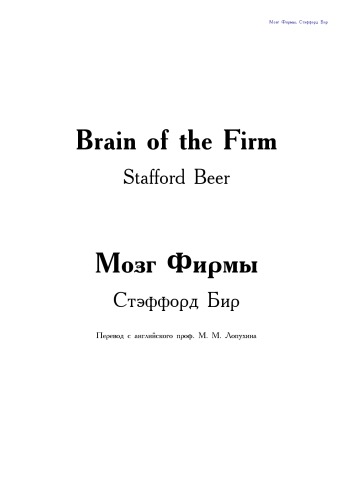 Мозг Фирмы, Стэффорд Бир
Brain of the Firm
Stafford Beer
Мозг Фирмы
Стэффорд Бир
Перевод с английского проф. М. М. Лопухина